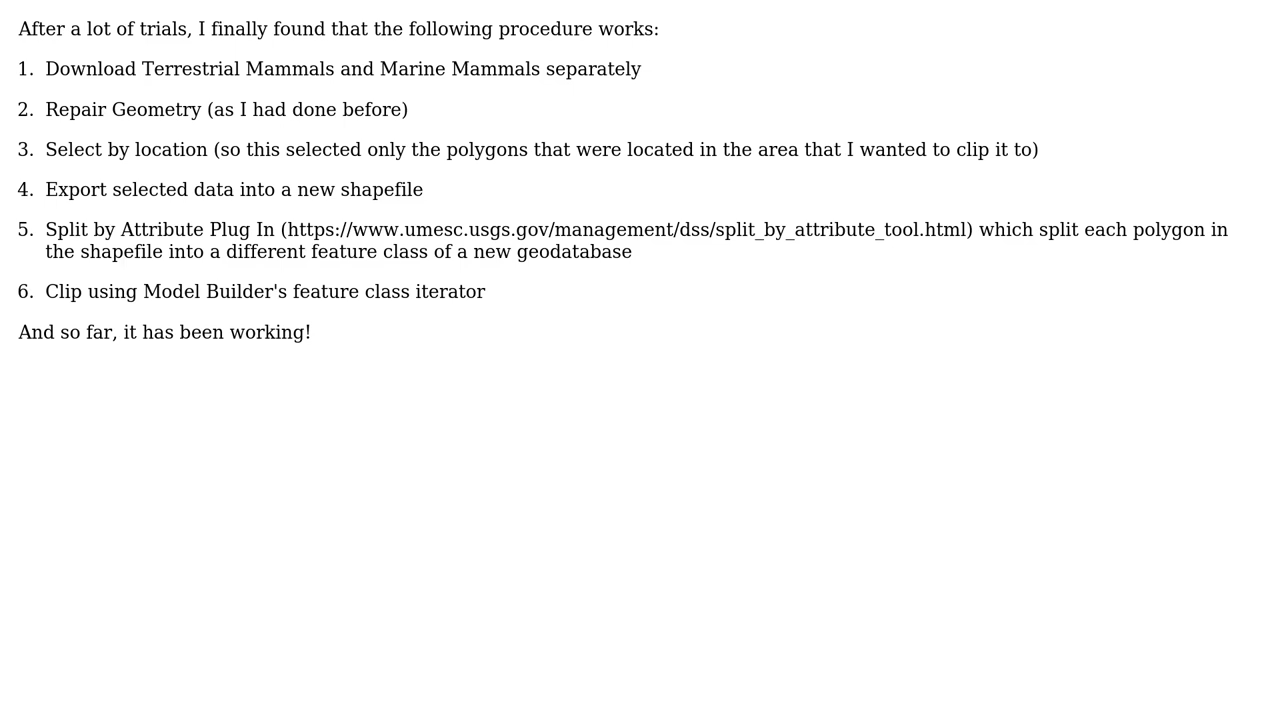 After a lot of trials, I finally found that the following procedure works:
1. Download Terrestrial Mammals and Marine Mammals separately
2. Repair Geometry (as I had done before)
3. Select by location (so this selected only the polygons that were located in the area that I wanted to clip it to)
4. Export selected data into a new shapefile
5. Split by Attribute Plug In (https://www.umesc.usgs.gov/management/dss/split_by_attribute_tool.html) which split each polygon in
the shapefile into a different feature class of a new geodatabase
6. Clip using Model Builder's feature class iterator
And so far, it has been working!